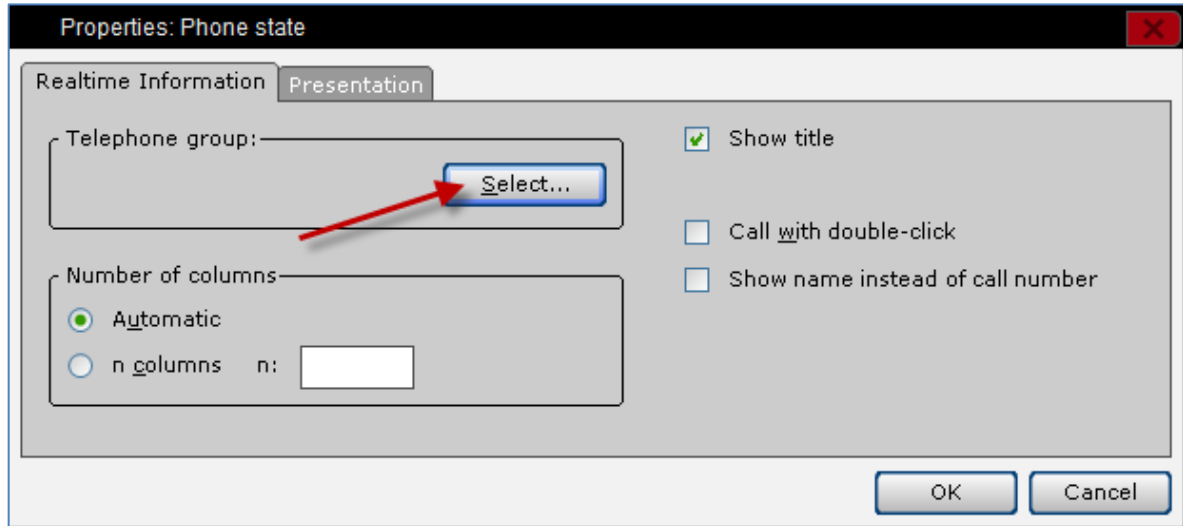 Properties: Phone state
Realtime Information
Presentation
Telephone group:
Select...
Number of columns
Automatic
n columns n:
Show title
Call with double-click
Show name instead of call number
OK
Cancel